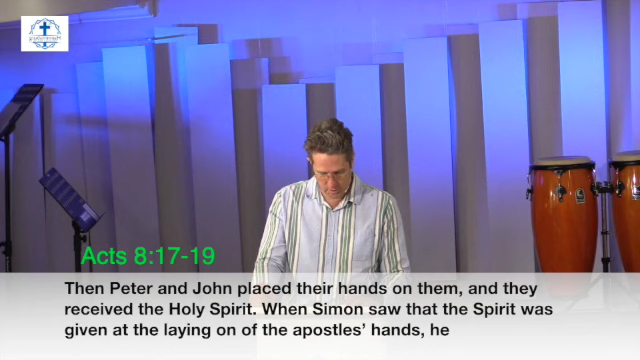 Acts 8:17-19
Then Peter and John placed their hands on them, and they
received the Holy Spirit. When Simon saw that the Spirit was
given at the laying on of the apostles’ hands, he